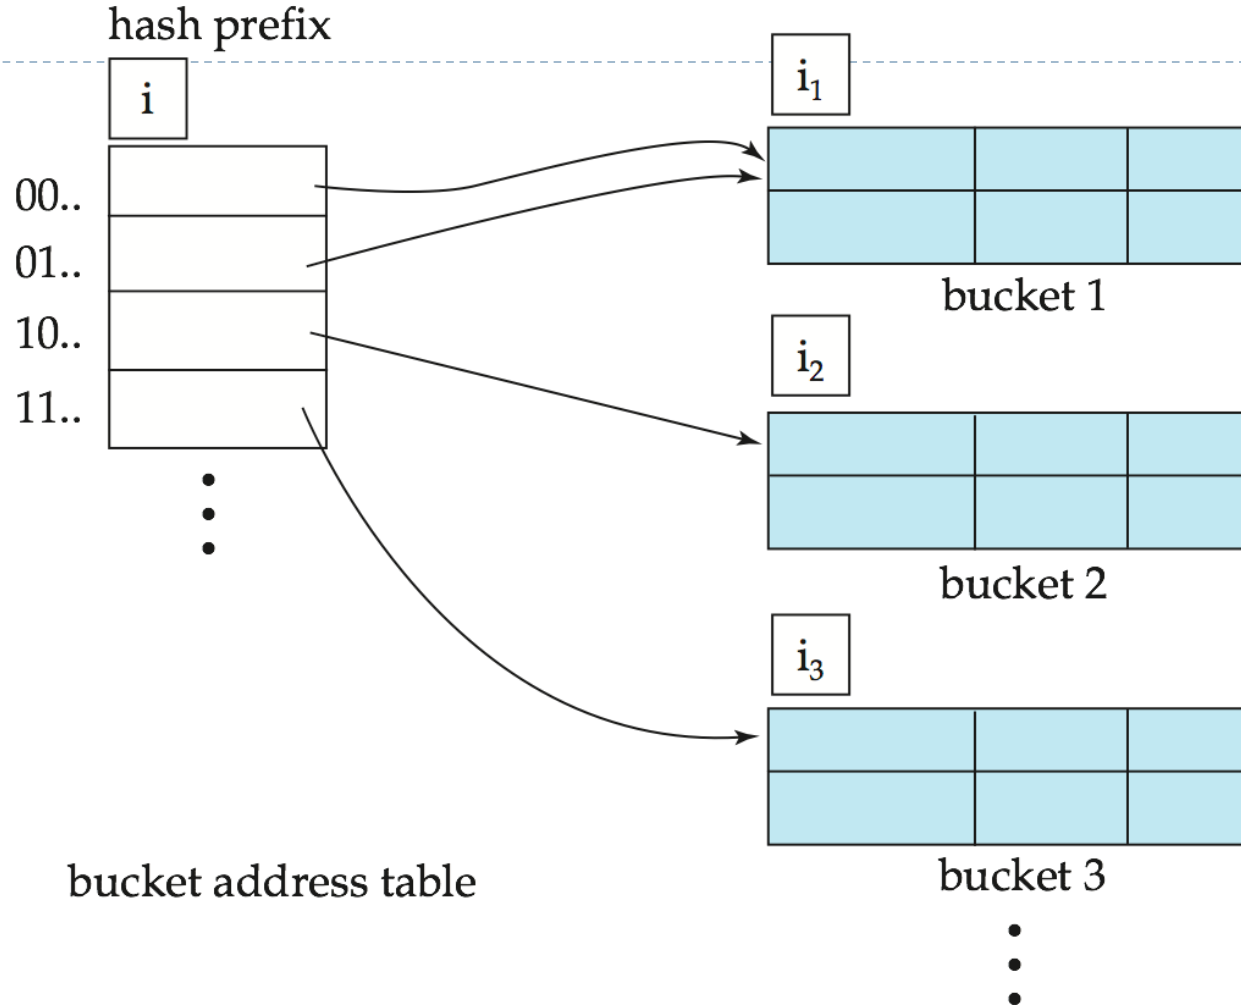 hash prefix
i
00..
01..
10..
11..
bucket address table
i₁
bucket 1
i₂
bucket 2
i₃
bucket 3